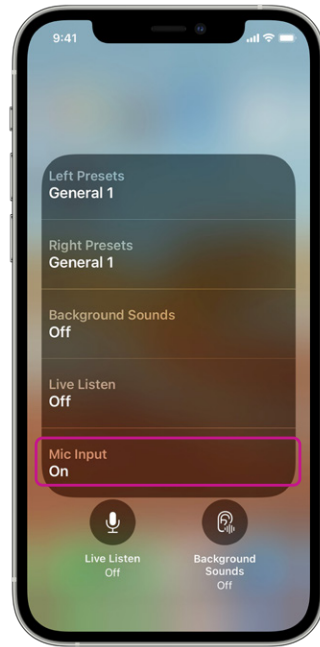 9:41
Left Presets
General 1
Right Presets
General 1
Background Sounds
Off
Live Listen
Off
Mic Input
On
Live Listen
Off
Background
Sounds
Off